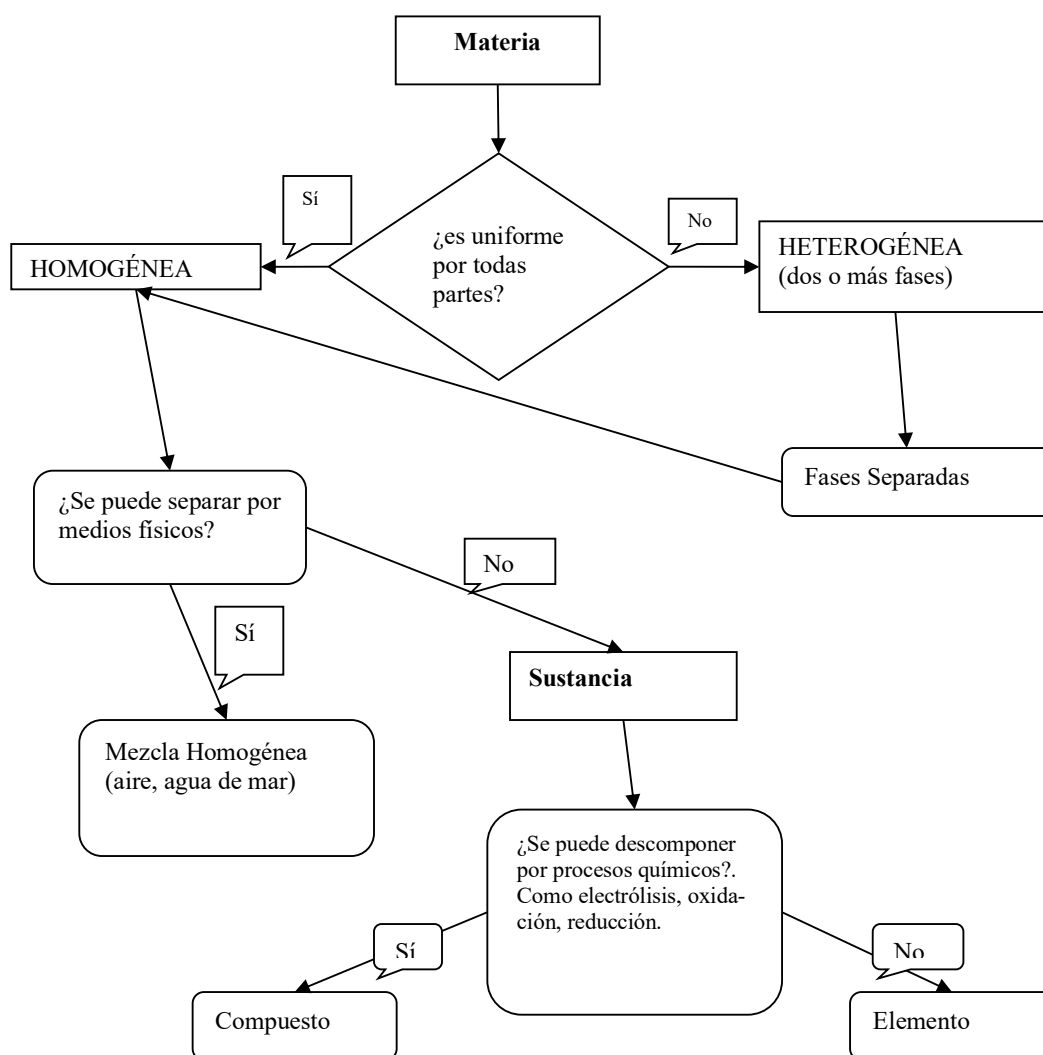 Materia
Sí
No
¿es uniforme
por todas
partes?
HOMOGÉNEA
HETEROGÉNEA
(dos o más fases)
Fases Separadas
¿Se puede separar por
medios físicos?
No
Sí
Sustancia
Mezcla Homogénea
(aire, agua de mar)
¿Se puede descomponer
por procesos químicos?.
Como electrólisis, oxida-
ción, reducción.
Sí
No
Compuesto
Elemento